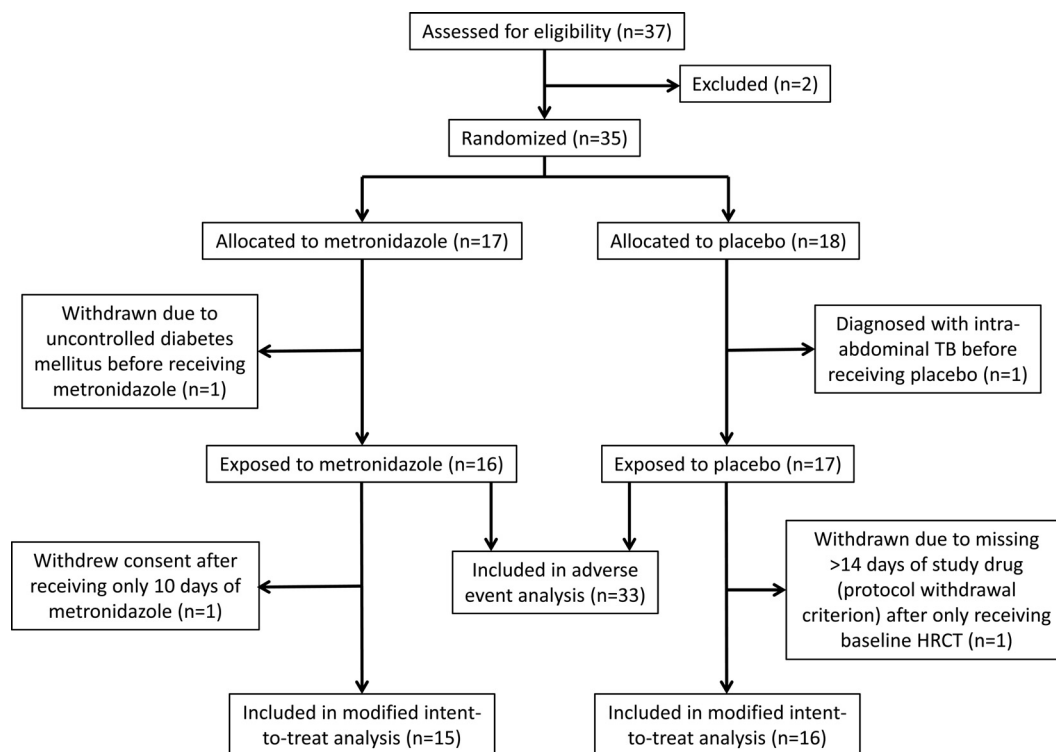 Assessed for eligibility (n=37)
Excluded (n=2)
Randomized (n=35)
Allocated to metronidazole (n=17)
Allocated to placebo (n=18)
Withdrawn due to
uncontrolled diabetes
mellitus before receiving
metronidazole (n=1)
Diagnosed with intra-
abdominal TB before
receiving placebo (n=1)
Exposed to metronidazole (n=16)
Exposed to placebo (n=17)
Withdrew consent after
receiving only 10 days of
metronidazole (n=1)
Included in adverse
event analysis (n=33)
Withdrawn due to missing
>14 days of study drug
(protocol withdrawal
criterion) after only receiving
baseline HRCT (n=1)
Included in modified intent-
to-treat analysis (n=15)
Included in modified intent-
to-treat analysis (n=16)